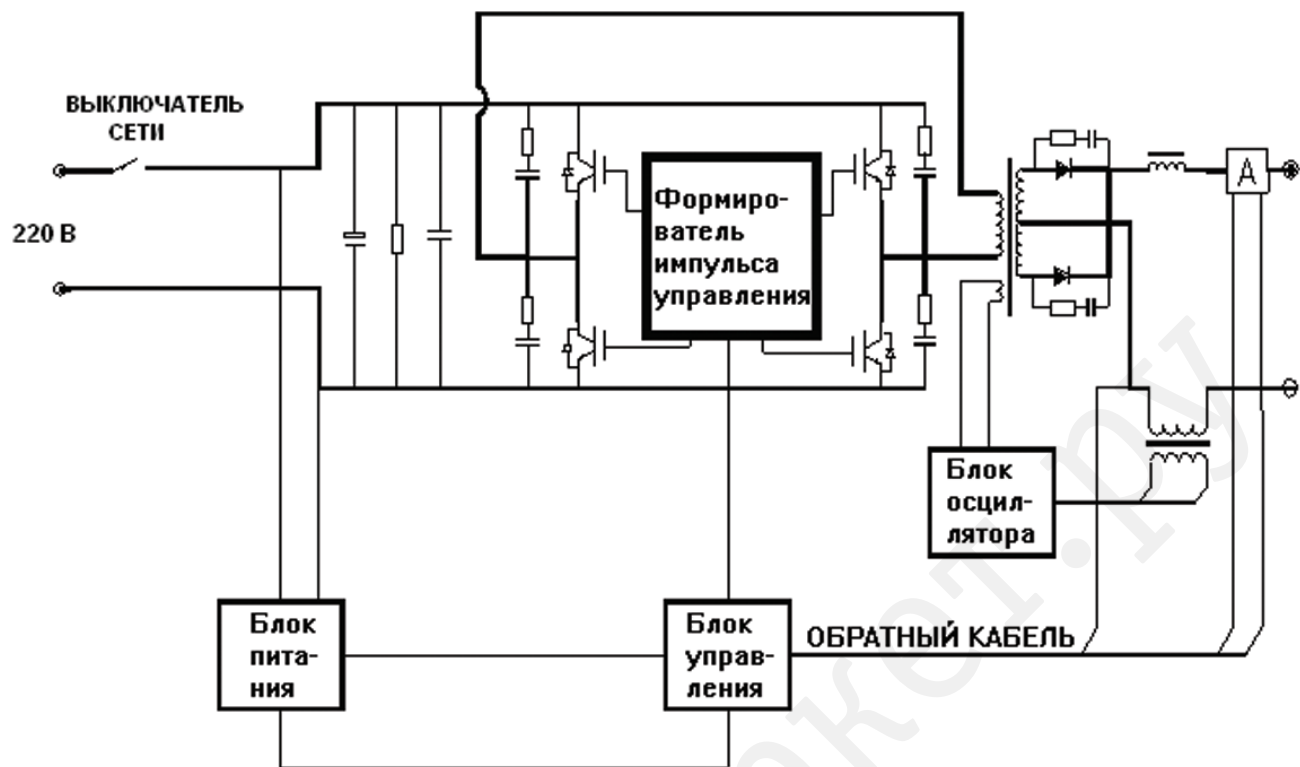 ВЫКЛЮЧАТЕЛЬ
СЕТИ
220 В
Формиро-
ватель
импульса
управления
А
Блок
осцил-
лятора
Блок
пита-
ния
Блок
управ-
ления
ОБРАТНЫЙ КАБЕЛЬ